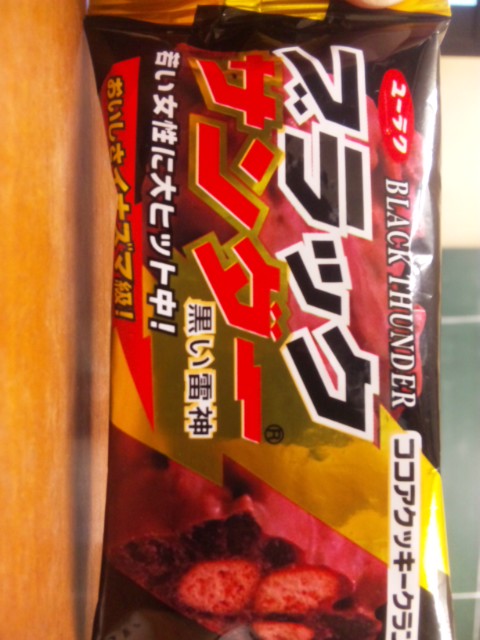 ユーラク
BLACK THUNDER
ココアクッキークラ
ブラック
サンダー®
黒い雷神
若い女性に大ヒット中!
おいしさイナズマ級!